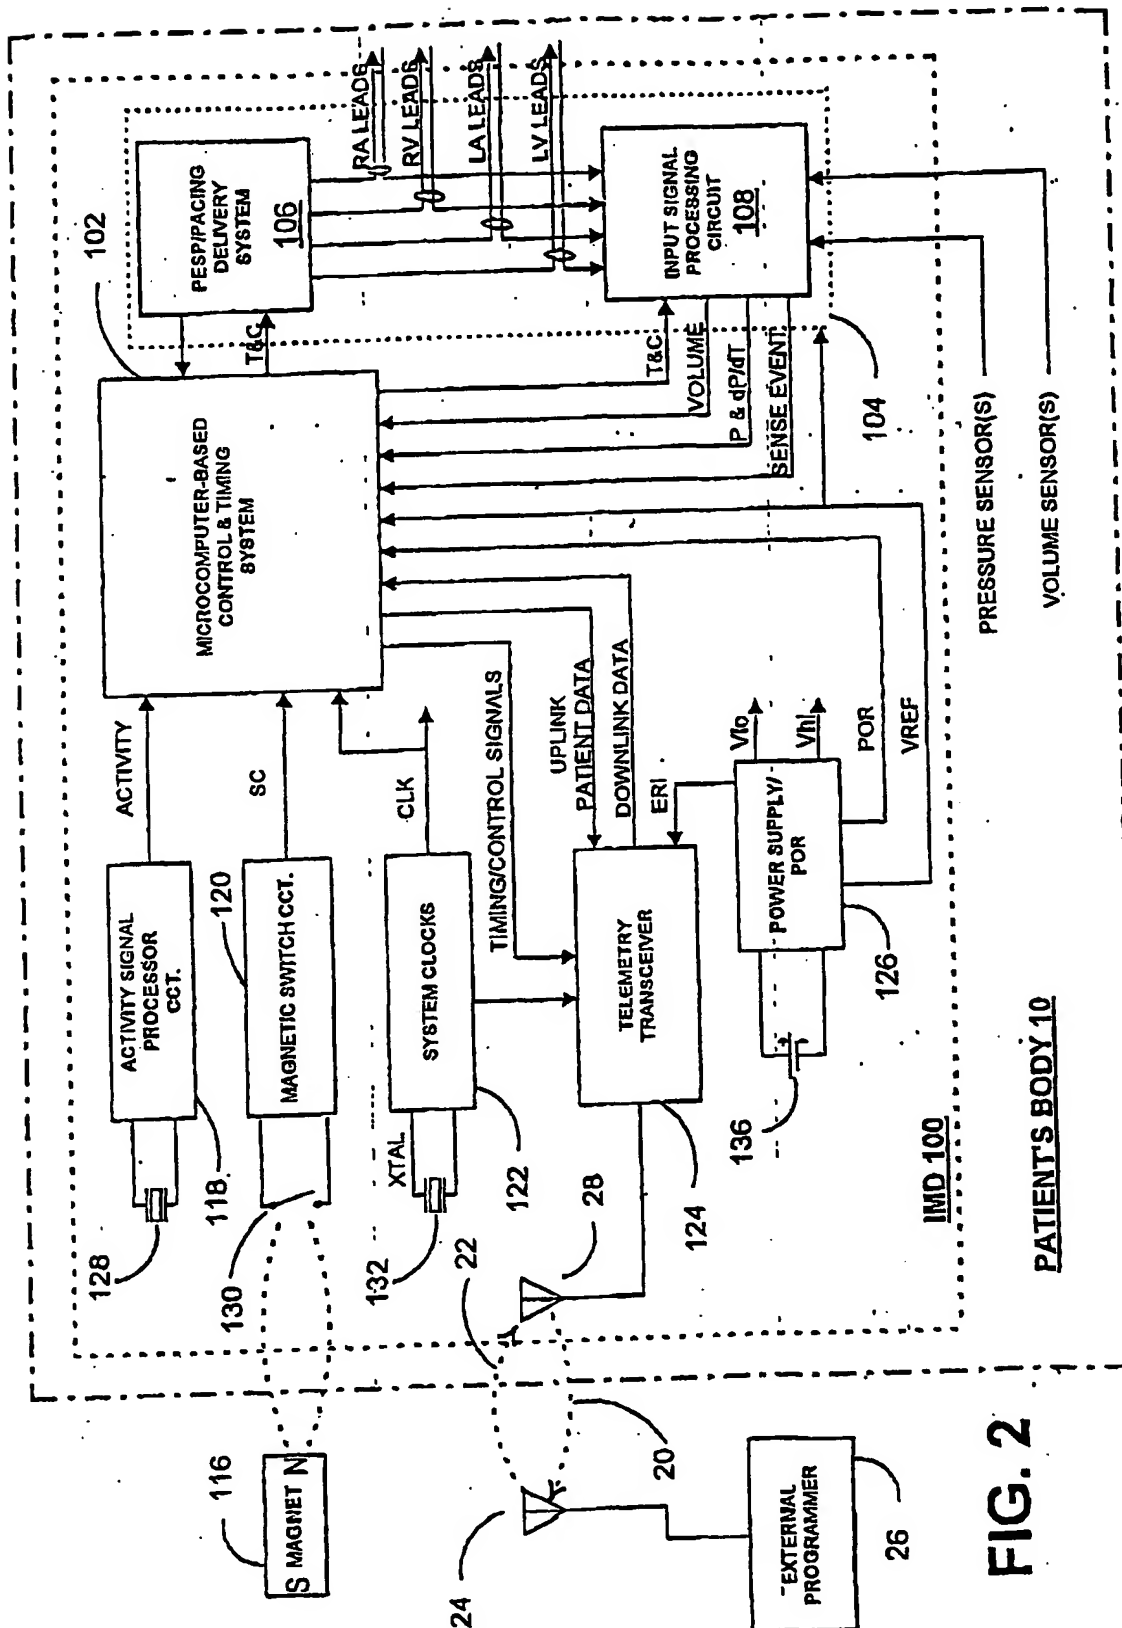 102
PESP/PACING
DELIVERY
SYSTEM
106
RA LEADS
RV LEADS
LA LEADS
LV LEADS
INPUT SIGNAL
PROCESSING
CIRCUIT
108
T&C
T&C
VOLUME
P & dP/dT
SENSE EVENT
104
PRESSURE SENSOR(S)
VOLUME SENSOR(S)
MICROCOMPUTER-BASED
CONTROL & TIMING
SYSTEM
ACTIVITY
SC
CLK
TIMING/CONTROL SIGNALS
UPLINK
PATIENT DATA
DOWNLINK DATA
ERI
Vlo
Vhi
POR
VREF
ACTIVITY SIGNAL
PROCESSOR
CCT.
120
MAGNETIC SWITCH CCT.
SYSTEM CLOCKS
TELEMETRY
TRANSCEIVER
POWER SUPPLY/
POR
126
128
118
130
XTAL
132
122
22
28
124
136
IMD 100
PATIENT'S BODY 10
116
S MAGNET N
24
20
EXTERNAL
PROGRAMMER
26
FIG. 2